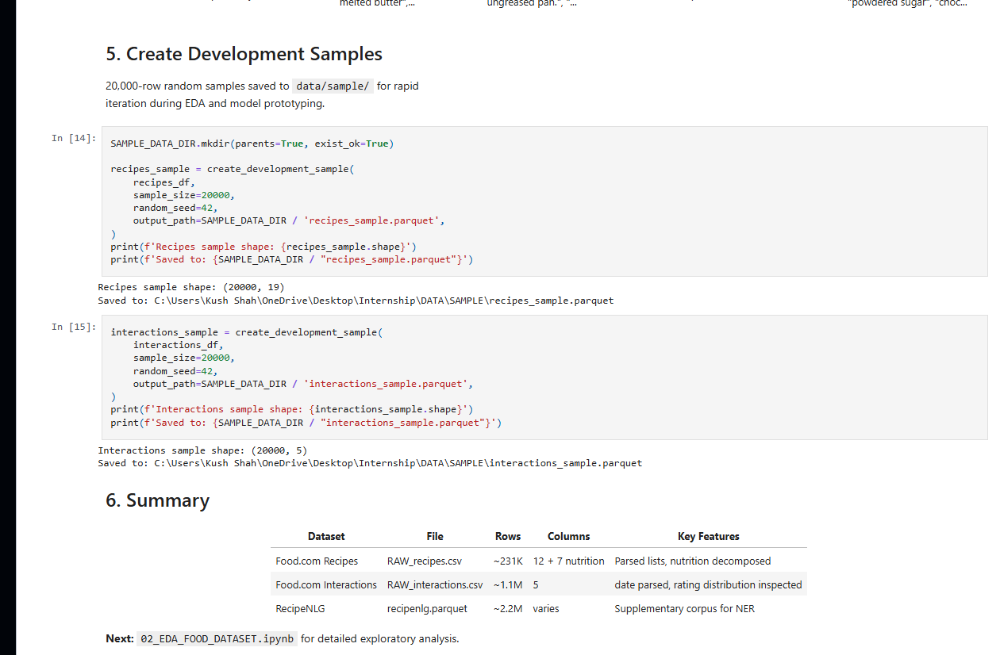 melted butter",...
ungreased pan.", "...
"powdered sugar", "choc...
5. Create Development Samples
20,000-row random samples saved to data/sample/ for rapid
iteration during EDA and model prototyping.
In [14]:
SAMPLE_DATA_DIR.mkdir(parents=True, exist_ok=True)
recipes_sample = create_development_sample(
    recipes_df,
    sample_size=20000,
    random_seed=42,
    output_path=SAMPLE_DATA_DIR / 'recipes_sample.parquet',
)
print(f'Recipes sample shape: {recipes_sample.shape}')
print(f'Saved to: {SAMPLE_DATA_DIR / "recipes_sample.parquet"}')
Recipes sample shape: (20000, 19)
Saved to: C:\Users\Kush Shah\OneDrive\Desktop\Internship\DATA\SAMPLE\recipes_sample.parquet
In [15]:
interactions_sample = create_development_sample(
    interactions_df,
    sample_size=20000,
    random_seed=42,
    output_path=SAMPLE_DATA_DIR / 'interactions_sample.parquet',
)
print(f'Interactions sample shape: {interactions_sample.shape}')
print(f'Saved to: {SAMPLE_DATA_DIR / "interactions_sample.parquet"}')
Interactions sample shape: (20000, 5)
Saved to: C:\Users\Kush Shah\OneDrive\Desktop\Internship\DATA\SAMPLE\interactions_sample.parquet
6. Summary
Dataset File Rows Columns Key Features
Food.com Recipes RAW_recipes.csv ~231K 12 + 7 nutrition Parsed lists, nutrition decomposed
Food.com Interactions RAW_interactions.csv ~1.1M 5 date parsed, rating distribution inspected
RecipeNLG recipenlg.parquet ~2.2M varies Supplementary corpus for NER
Next: 02_EDA_FOOD_DATASET.ipynb for detailed exploratory analysis.